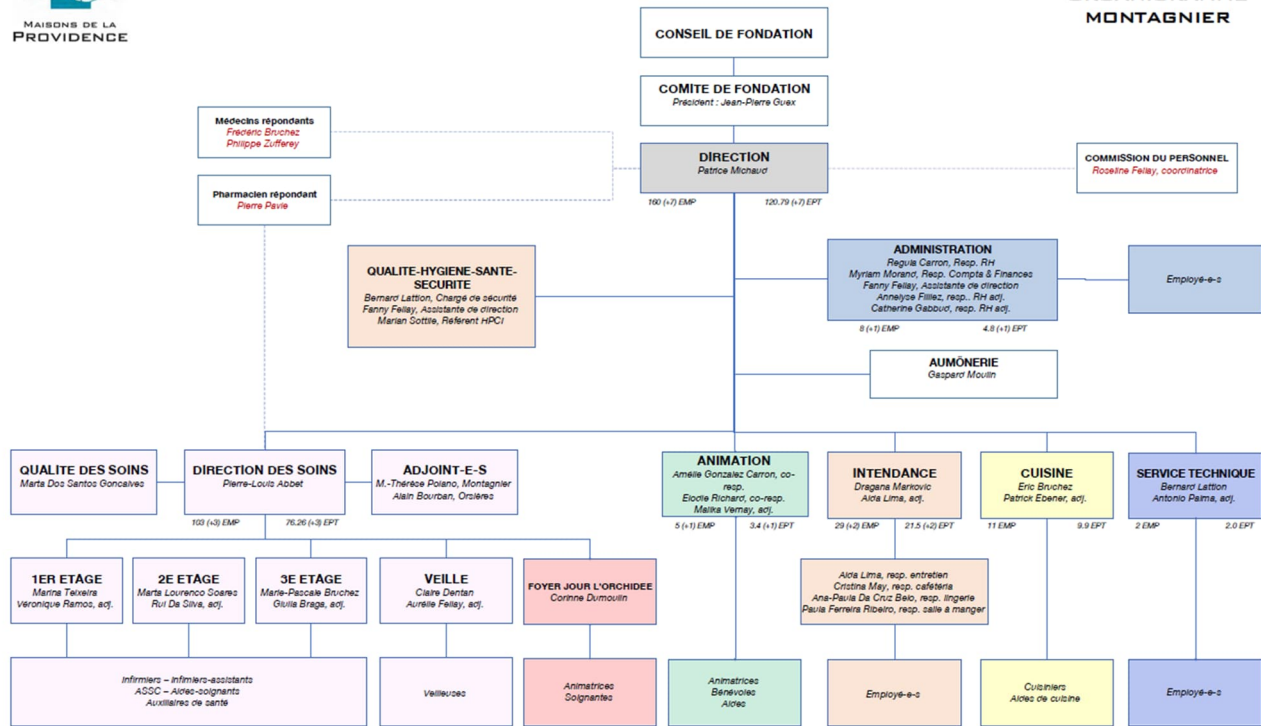 MAISONS DE LA
PROVIDENCE
MONTAGNIER
CONSEIL DE FONDATION
COMITE DE FONDATION
Président : Jean-Pierre Guex
Médecins répondants
Frédéric Bruchez
Philippe Zufferey
DIRECTION
Patrice Michaud
160 (+7) EMP
120.79 (+7) EPT
COMMISSION DU PERSONNEL
Roseline Fellay, coordinatrice
Pharmacien répondant
Pierre Pavie
QUALITE-HYGIENE-SANTE-
SECURITE
Bernard Lattion, Chargé de sécurité
Fanny Fellay, Assistante de direction
Marian Sottile, Référent HPCI
ADMINISTRATION
Regula Carron, Resp. RH
Myriam Morand, Resp. Compta & Finances
Fanny Fellay, Assistante de direction
Annelyse Filliez, resp.. RH adj.
Catherine Gabbud, resp. RH adj.
8 (+1) EMP
4.8 (+1) EPT
Employé-e-s
AUMÔNERIE
Gaspard Moulin
QUALITE DES SOINS
Marta Dos Santos Goncalves
DIRECTION DES SOINS
Pierre-Louis Abbet
103 (+3) EMP
76.26 (+3) EPT
ADJOINT-E-S
M.-Thérèse Polano, Montagnier
Alain Bourban, Orsières
ANIMATION
Amélie Gonzalez Carron, co-
resp.
Elodie Richard, co-resp.
Malika Vernay, adj.
5 (+1) EMP
3.4 (+1) EPT
INTENDANCE
Dragana Markovic
Aida Lima, adj.
29 (+2) EMP
21.5 (+2) EPT
CUISINE
Eric Bruchez
Patrick Ebener, adj.
11 EMP
9.9 EPT
SERVICE TECHNIQUE
Bernard Lattion
Antonio Palma, adj.
2 EMP
2.0 EPT
1ER ETÂGE
Marina Teixeira
Véronique Ramos, adj.
2E ETÂGE
Marta Lourenco Soares
Rui Da Silva, adj.
3E ETÂGE
Marie-Pascale Bruchez
Giulia Braga, adj.
VEILLE
Claire Dentan
Aurélie Fellay, adj.
FOYER JOUR L'ORCHIDEE
Corinne Dumoulin
Aida Lima, resp. entretien
Cristina May, resp. cafétéria
Ana-Paula Da Cruz Belo, resp. lingerie
Paula Ferreira Ribeiro, resp. salle à manger
Infirmiers – Infimiers-assistants
ASSC – Aides-soignants
Auxiliaires de santé
Veilleuses
Animatrices
Soignantes
Animatrices
Bénévoles
Aides
Employé-e-s
Cuisiniers
Aides de cuisine
Employé-e-s